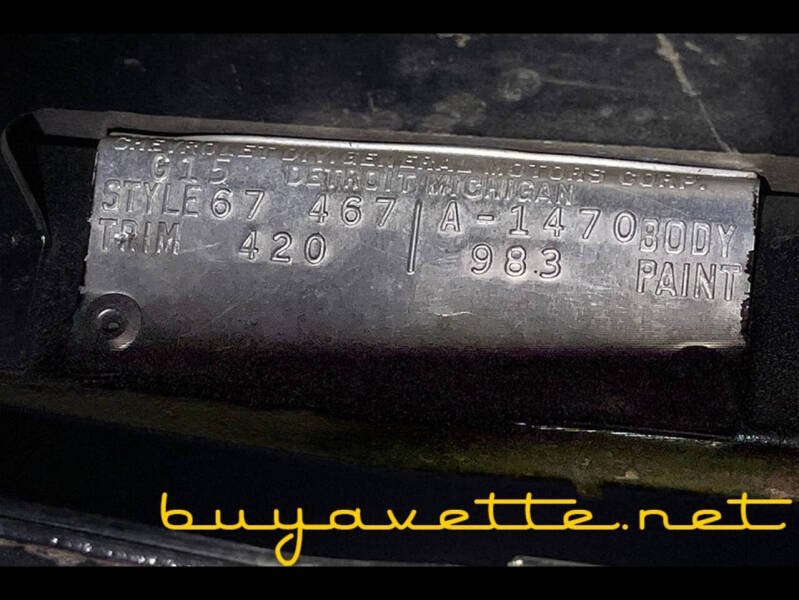 CHEVROLET DIV. GENERAL MOTORS CORP.
C15 DETROIT, MICHIGAN
STYLE 67 467 | A-1470 BODY
TRIM 420 983 PAINT
buyavette.net